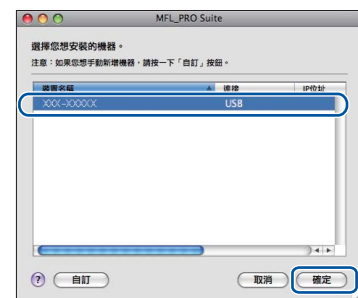 MFL_PRO Suite
選擇您想安裝的機器。
注意：如果您想手動新增機器，請按一下「自訂」按鈕。
裝置名稱 連接 IP位址
XXX-XXXXX USB
? 自訂 取消 確定